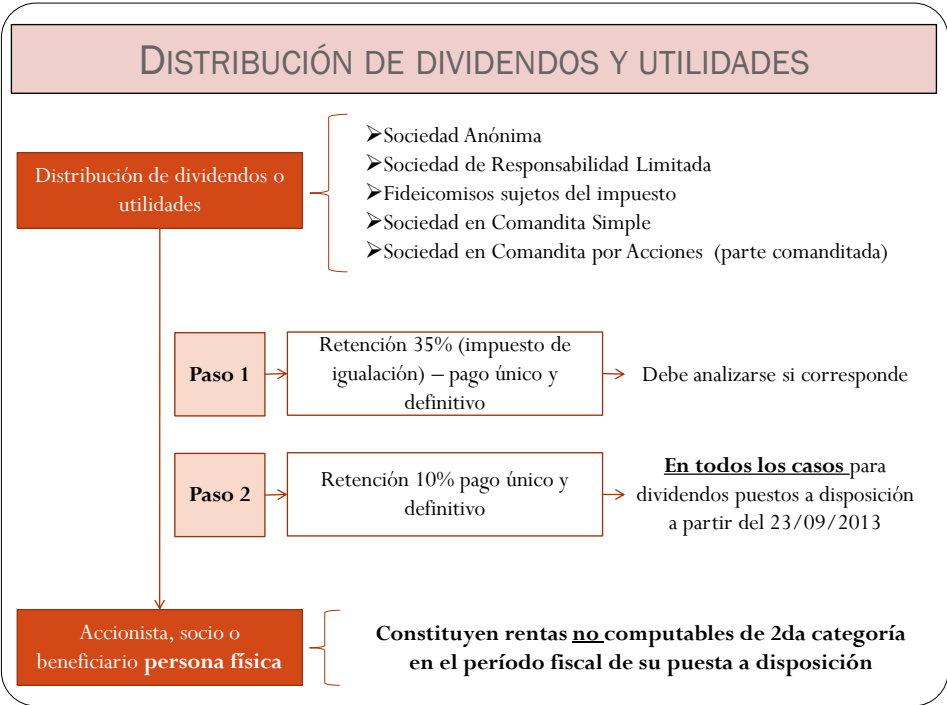 DISTRIBUCIÓN DE DIVIDENDOS Y UTILIDADES
Distribución de dividendos o
utilidades
➢Sociedad Anónima
➢Sociedad de Responsabilidad Limitada
➢Fideicomisos sujetos del impuesto
➢Sociedad en Comandita Simple
➢Sociedad en Comandita por Acciones (parte comanditada)
Paso 1
Retención 35% (impuesto de
igualación) – pago único y
definitivo
Debe analizarse si corresponde
Paso 2
Retención 10% pago único y
definitivo
En todos los casos para
dividendos puestos a disposición
a partir del 23/09/2013
Accionista, socio o
beneficiario persona física
Constituyen rentas no computables de 2da categoría
en el período fiscal de su puesta a disposición